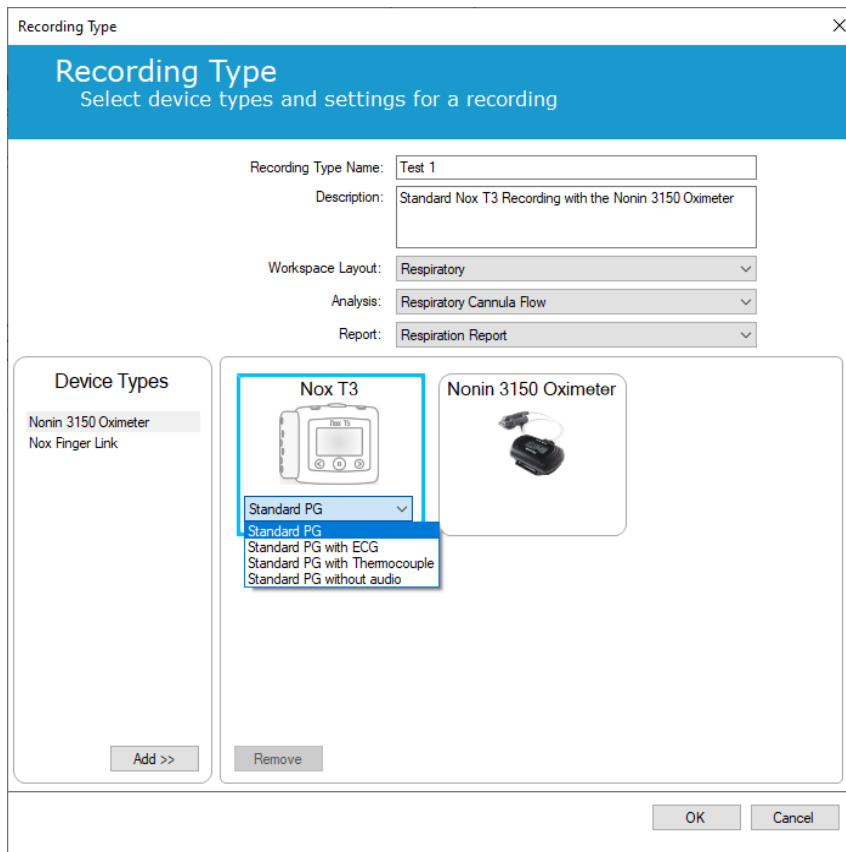 Recording Type
Recording Type
Select device types and settings for a recording
Recording Type Name: Test 1
Description: Standard Nox T3 Recording with the Nonin 3150 Oximeter
Workspace Layout: Respiratory
Analysis: Respiratory Cannula Flow
Report: Respiration Report
Device Types
Nonin 3150 Oximeter
Nox Finger Link
Add >>
Nox T3
Nox T3
Standard PG
Standard PG
Standard PG with ECG
Standard PG with Thermocouple
Standard PG without audio
Nonin 3150 Oximeter
Remove
OK
Cancel